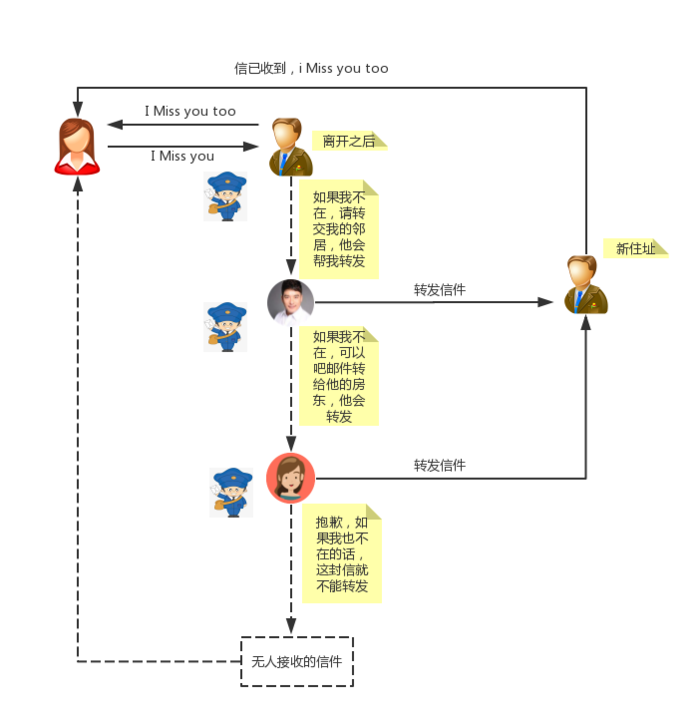 信已收到，i Miss you too
I Miss you too
离开之后
I Miss you
如果我不
在，请转
交我的邻
居，他会
帮我转发
新住址
转发信件
如果我不
在，可以
吧邮件转
给他的房
东，他会
转发
转发信件
抱歉，如
果我也不
在的话，
这封信就
不能转发
无人接收的信件